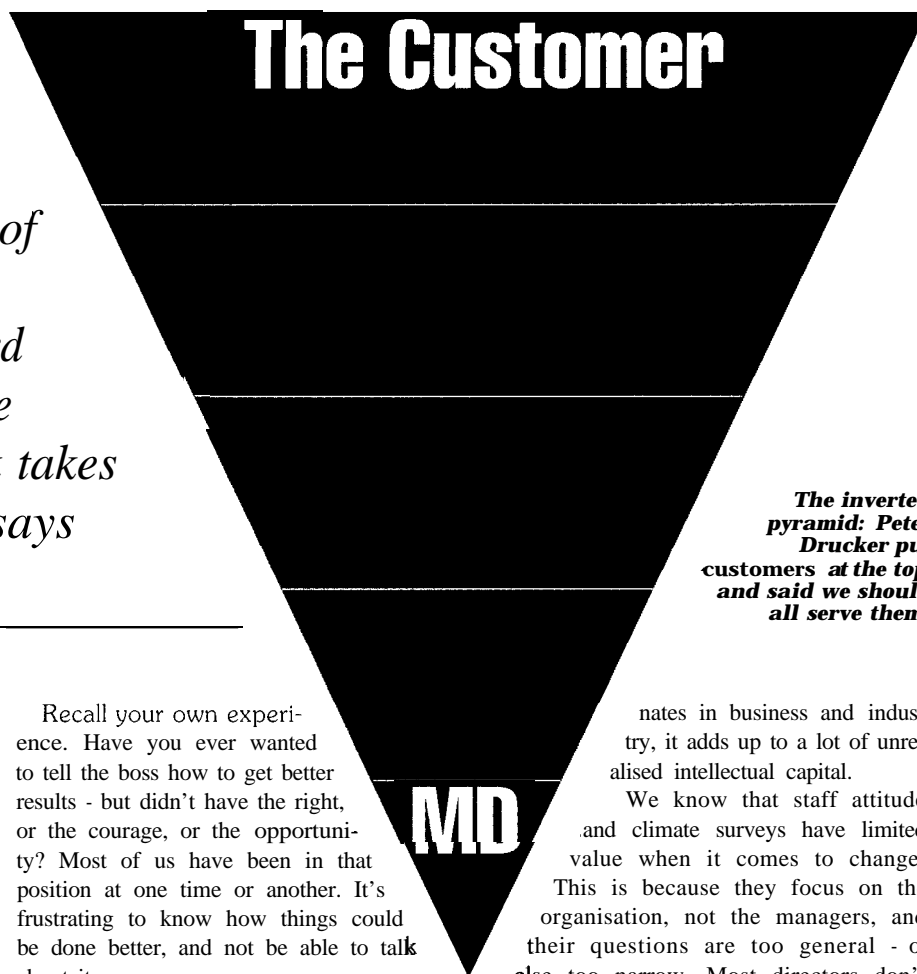 The Customer
of
takes
says
The inverte
pyramid: Pete
Drucker pu
customers at the top
and said we shoul
all serve them
Recall your own experi-
ence. Have you ever wanted
to tell the boss how to get better
results - but didn't have the right,
or the courage, or the opportuni-
ty? Most of us have been in that
position at one time or another. It's
frustrating to know how things could
be done better, and not be able to talk
MD
nates in business and indus
try, it adds up to a lot of unre
alised intellectual capital.
We know that staff attitude
and climate surveys have limited
value when it comes to change
This is because they focus on th
organisation, not the managers, and
their questions are too general - o
else too narrow. Most directors don'